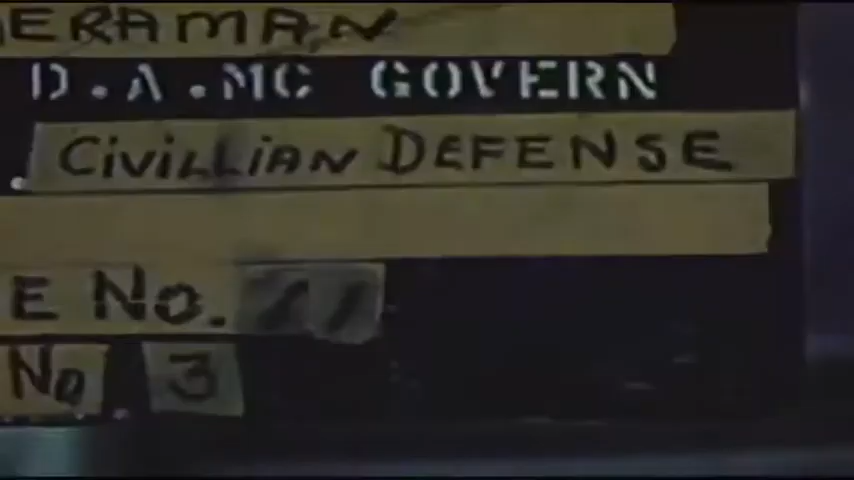 ERAMAN
D.A.MC GOVERN
CIVILLIAN DEFENSE
E No.
No 3